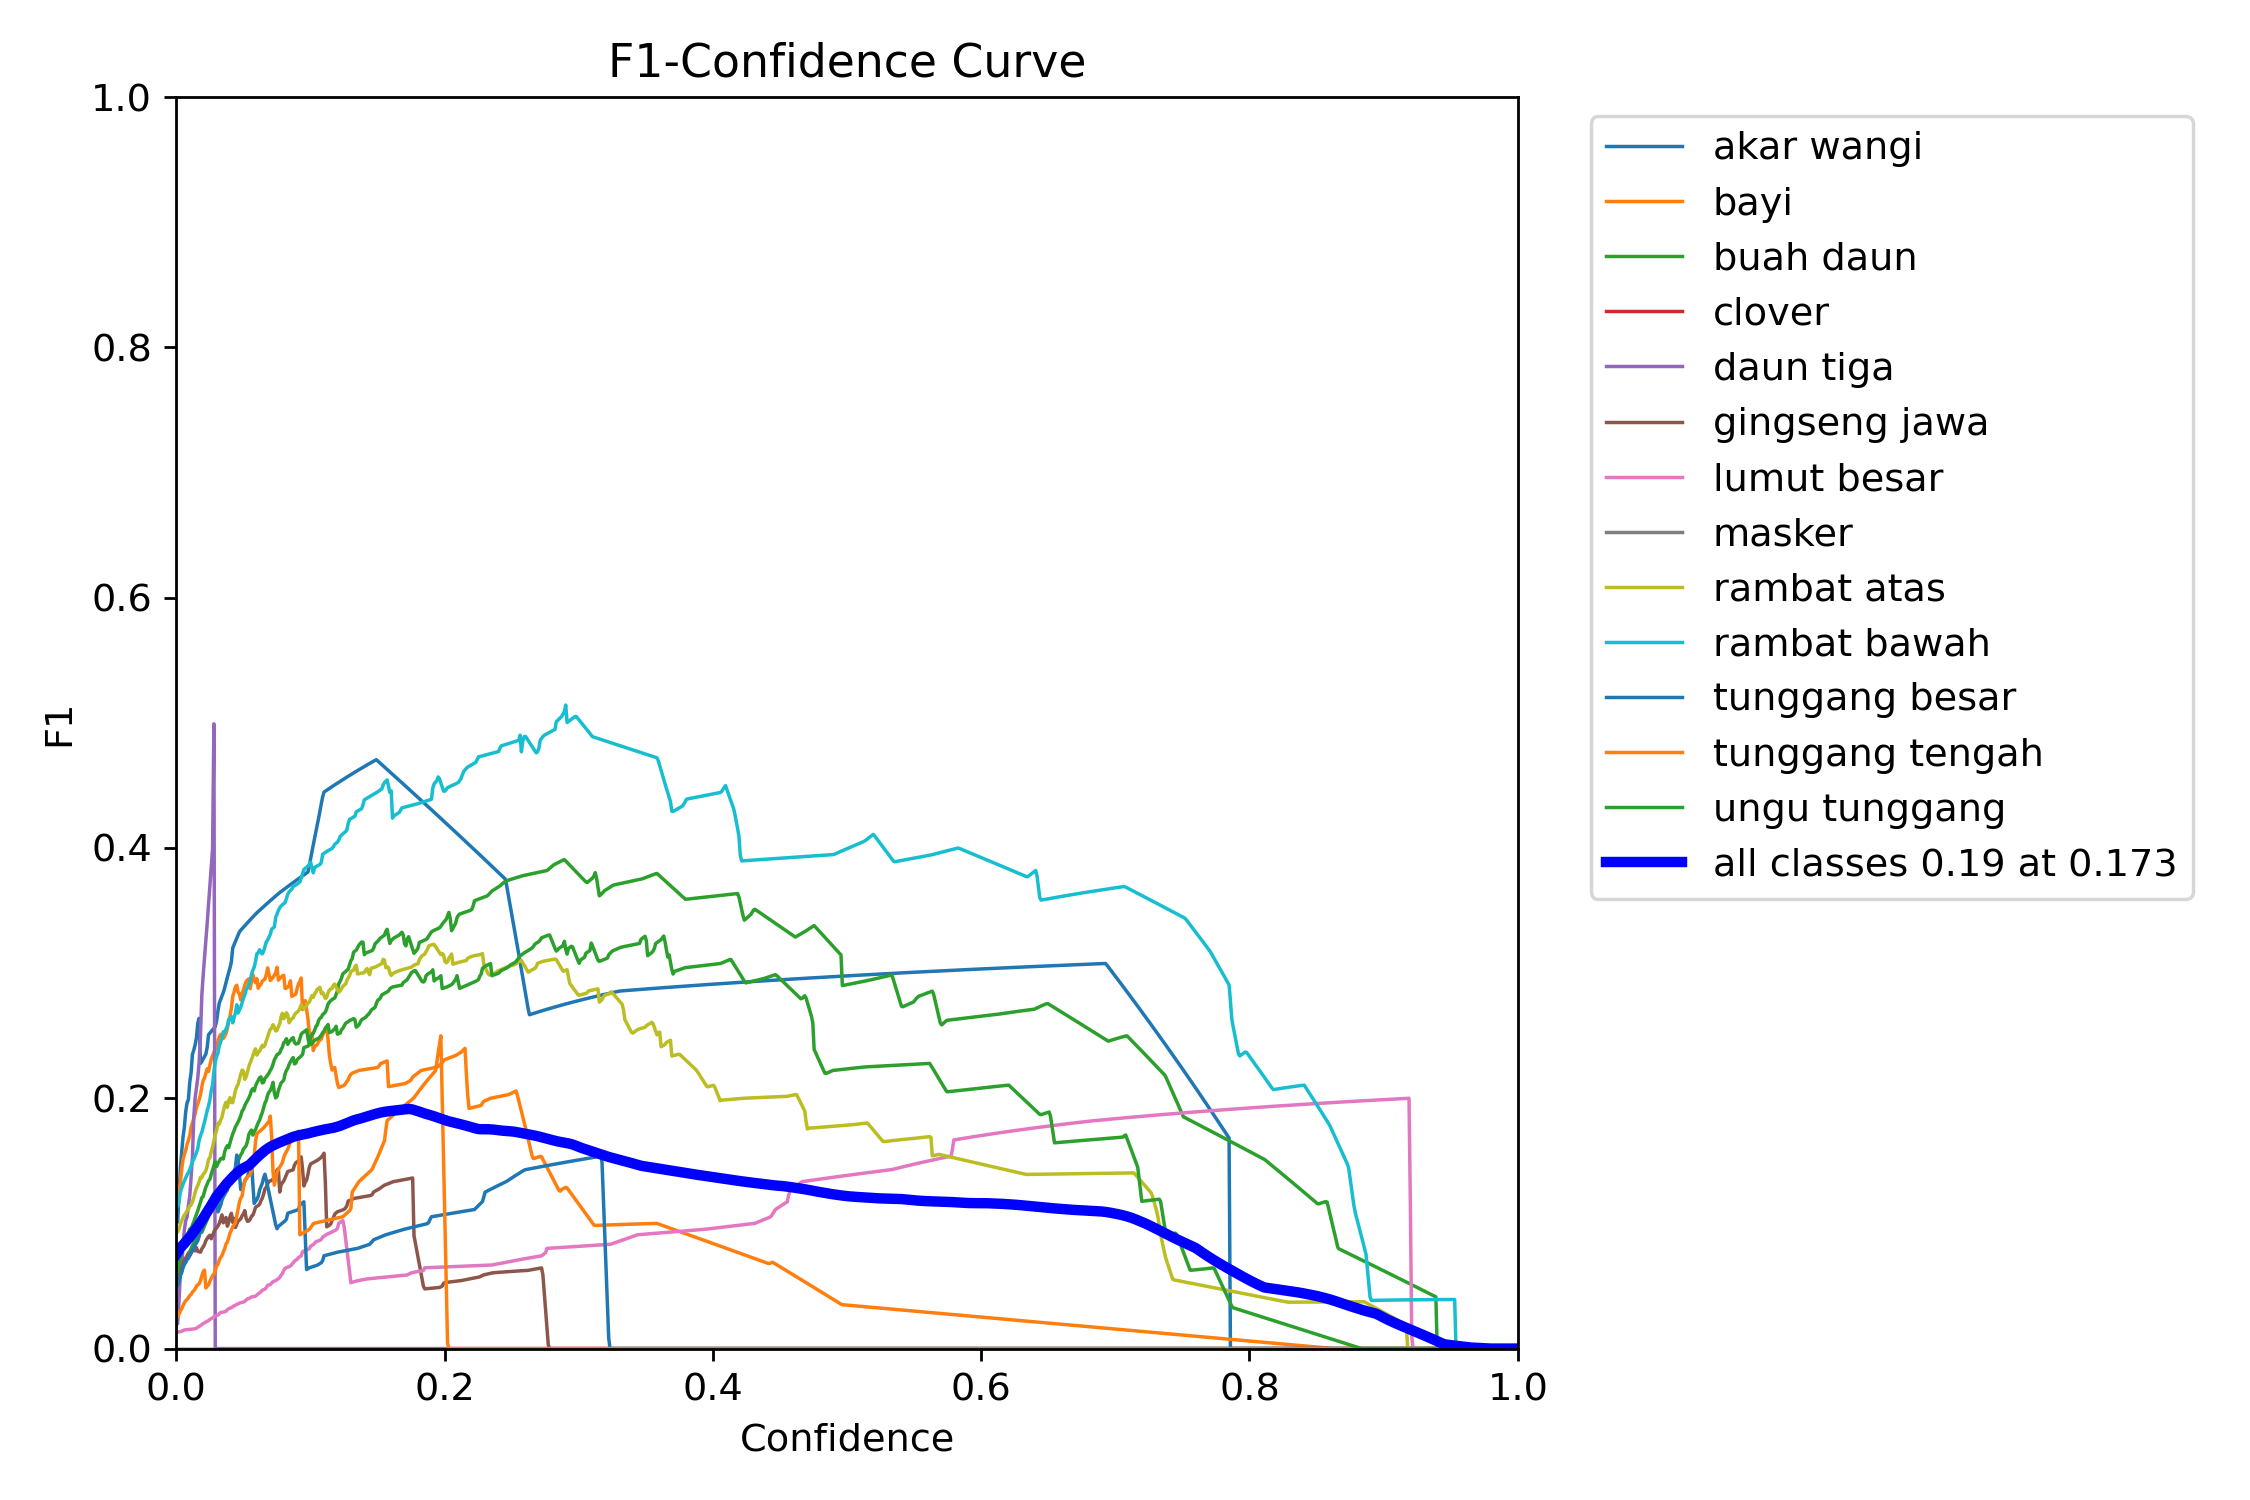 F1-Confidence Curve
1.0
0.8
0.6
0.4
0.2
0.0
F1
0.0 0.2 0.4 0.6 0.8 1.0
Confidence
akar wangi
bayi
buah daun
clover
daun tiga
gingseng jawa
lumut besar
masker
rambat atas
rambat bawah
tunggang besar
tunggang tengah
ungu tunggang
all classes 0.19 at 0.173